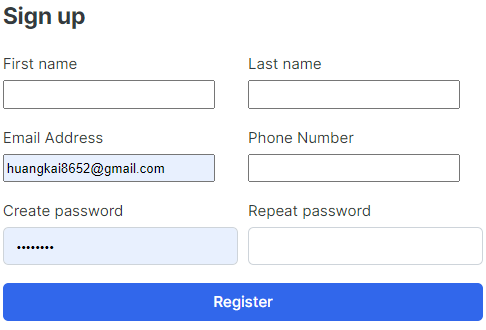 Sign up
First name Last name
Email Address Phone Number
huangkai8652@gmail.com
Create password Repeat password
••••••••
Register